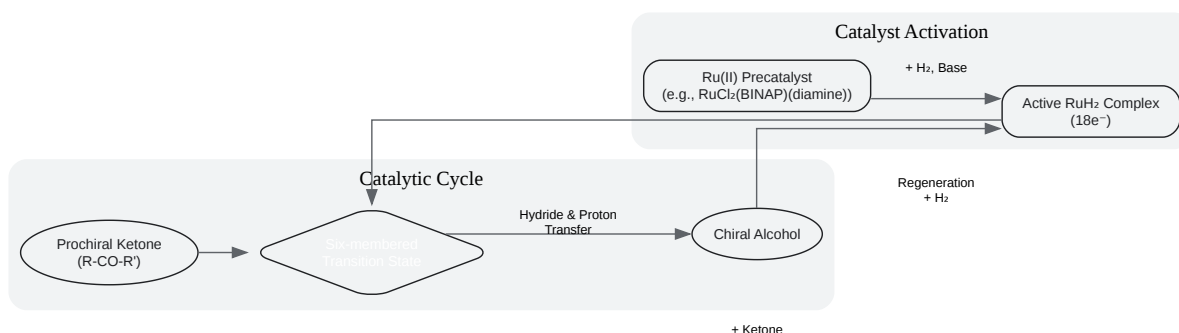 Catalyst Activation
+ H₂, Base
Ru(II) Precatalyst
(e.g., RuCl₂(BINAP)(diamine))
Active RuH₂ Complex
(18e⁻)
Catalytic Cycle
Regeneration
+ H₂
Hydride & Proton
Transfer
Prochiral Ketone
(R-CO-R')
Six-membered
Transition State
Chiral Alcohol
+ Ketone